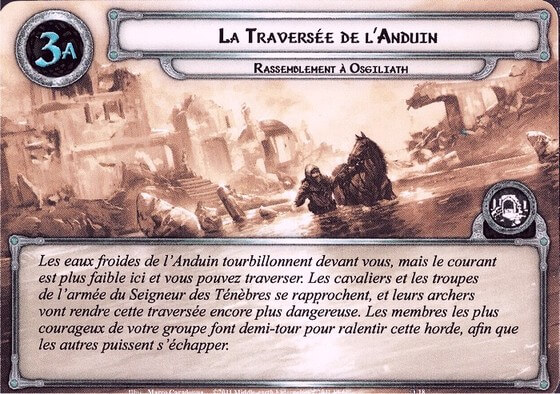 3A
LA TRAVERSÉE DE L'ANDUIN
RASSEMBLEMENT À OSGILIATH
Les eaux froides de l'Anduin tourbillonnent devant vous, mais le courant
est plus faible ici et vous pouvez traverser. Les cavaliers et les troupes
de l'armée du Seigneur des Ténèbres se rapprochent, et leurs archers
vont rendre cette traversée encore plus dangereuse. Les membres les plus
courageux de votre groupe font demi-tour pour ralentir cette horde, afin que
les autres puissent s'échapper.